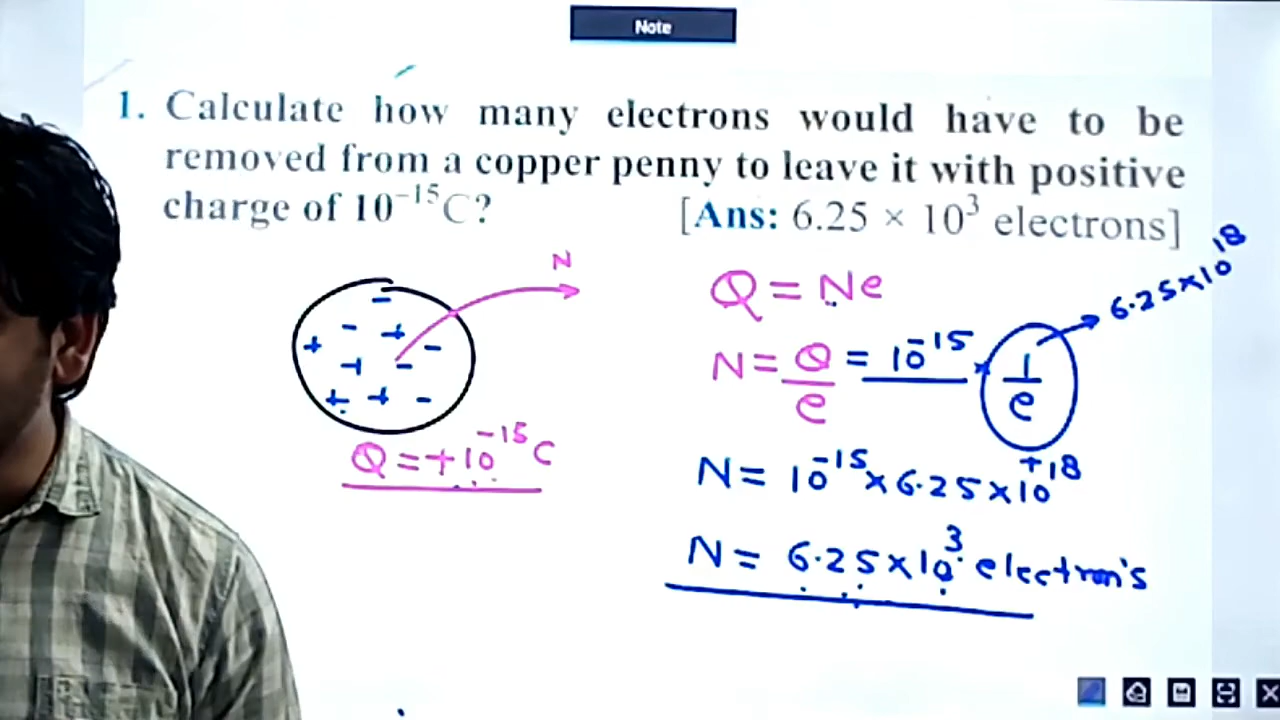 Note
1. Calculate how many electrons would have to be
removed from a copper penny to leave it with positive
charge of 10⁻¹⁵C? [Ans: 6.25 × 10³ electrons]
N
Q = +10⁻¹⁵ C
Q = Ne
N = Q/e = 10⁻¹⁵ × 1/e → 6.25×10¹⁸
N = 10⁻¹⁵ × 6.25×10⁺¹⁸
N = 6.25×10³ electron's